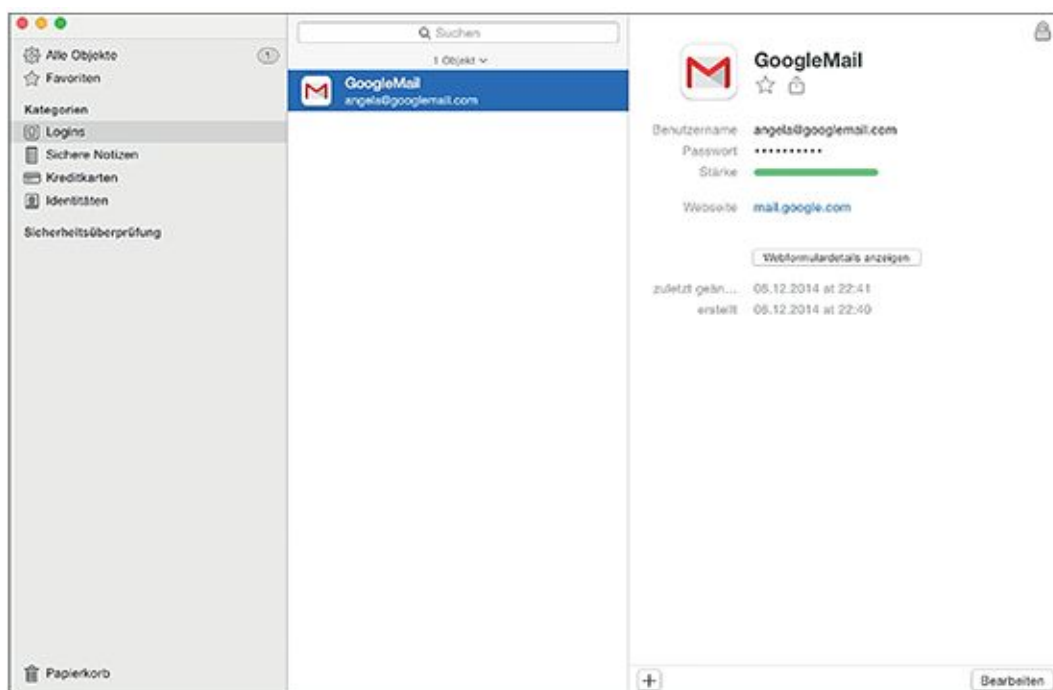 Alle Objekte 1
Favoriten
Kategorien
Logins
Sichere Notizen
Kreditkarten
Identitäten
Sicherheitsüberprüfung
Papierkorb
Suchen
1 Objekt
GoogleMail
angela@googlemail.com
GoogleMail
Benutzername angela@googlemail.com
Passwort ••••••••••
Stärke
Webseite mail.google.com
Webformulardetails anzeigen
zuletzt geän... 06.12.2014 at 22:41
erstellt 06.12.2014 at 22:40
+
Bearbeiten